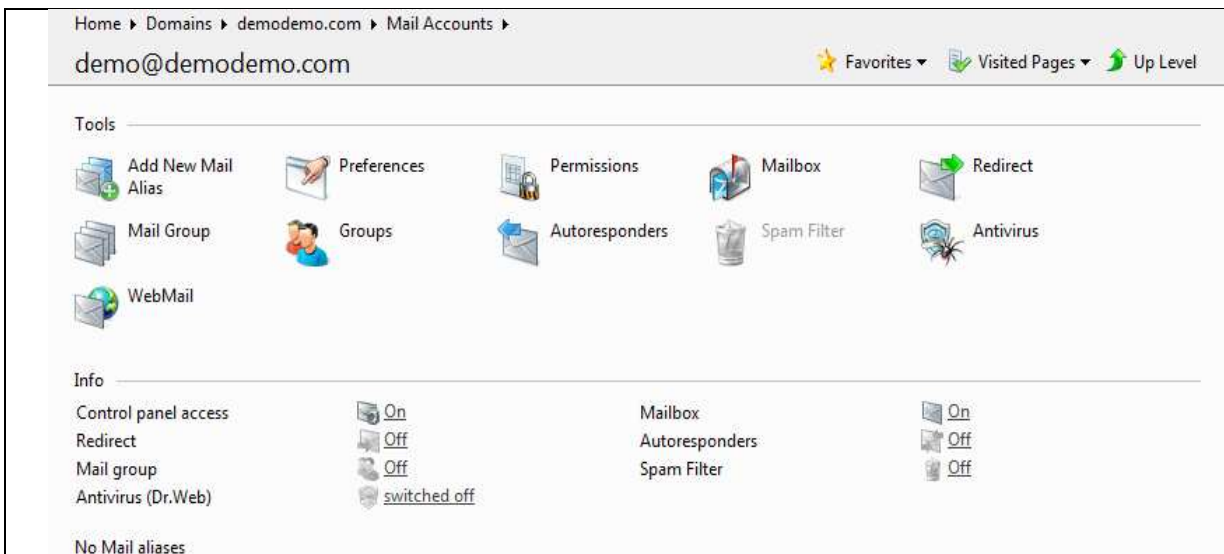 Home ▸ Domains ▸ demodemo.com ▸ Mail Accounts ▸
demo@demodemo.com
Favorites ▾ Visited Pages ▾ Up Level
Tools
Add New Mail Alias
Preferences
Permissions
Mailbox
Redirect
Mail Group
Groups
Autoresponders
Spam Filter
Antivirus
WebMail
Info
Control panel access On
Mailbox On
Redirect Off
Autoresponders Off
Mail group Off
Spam Filter Off
Antivirus (Dr.Web) switched off
No Mail aliases